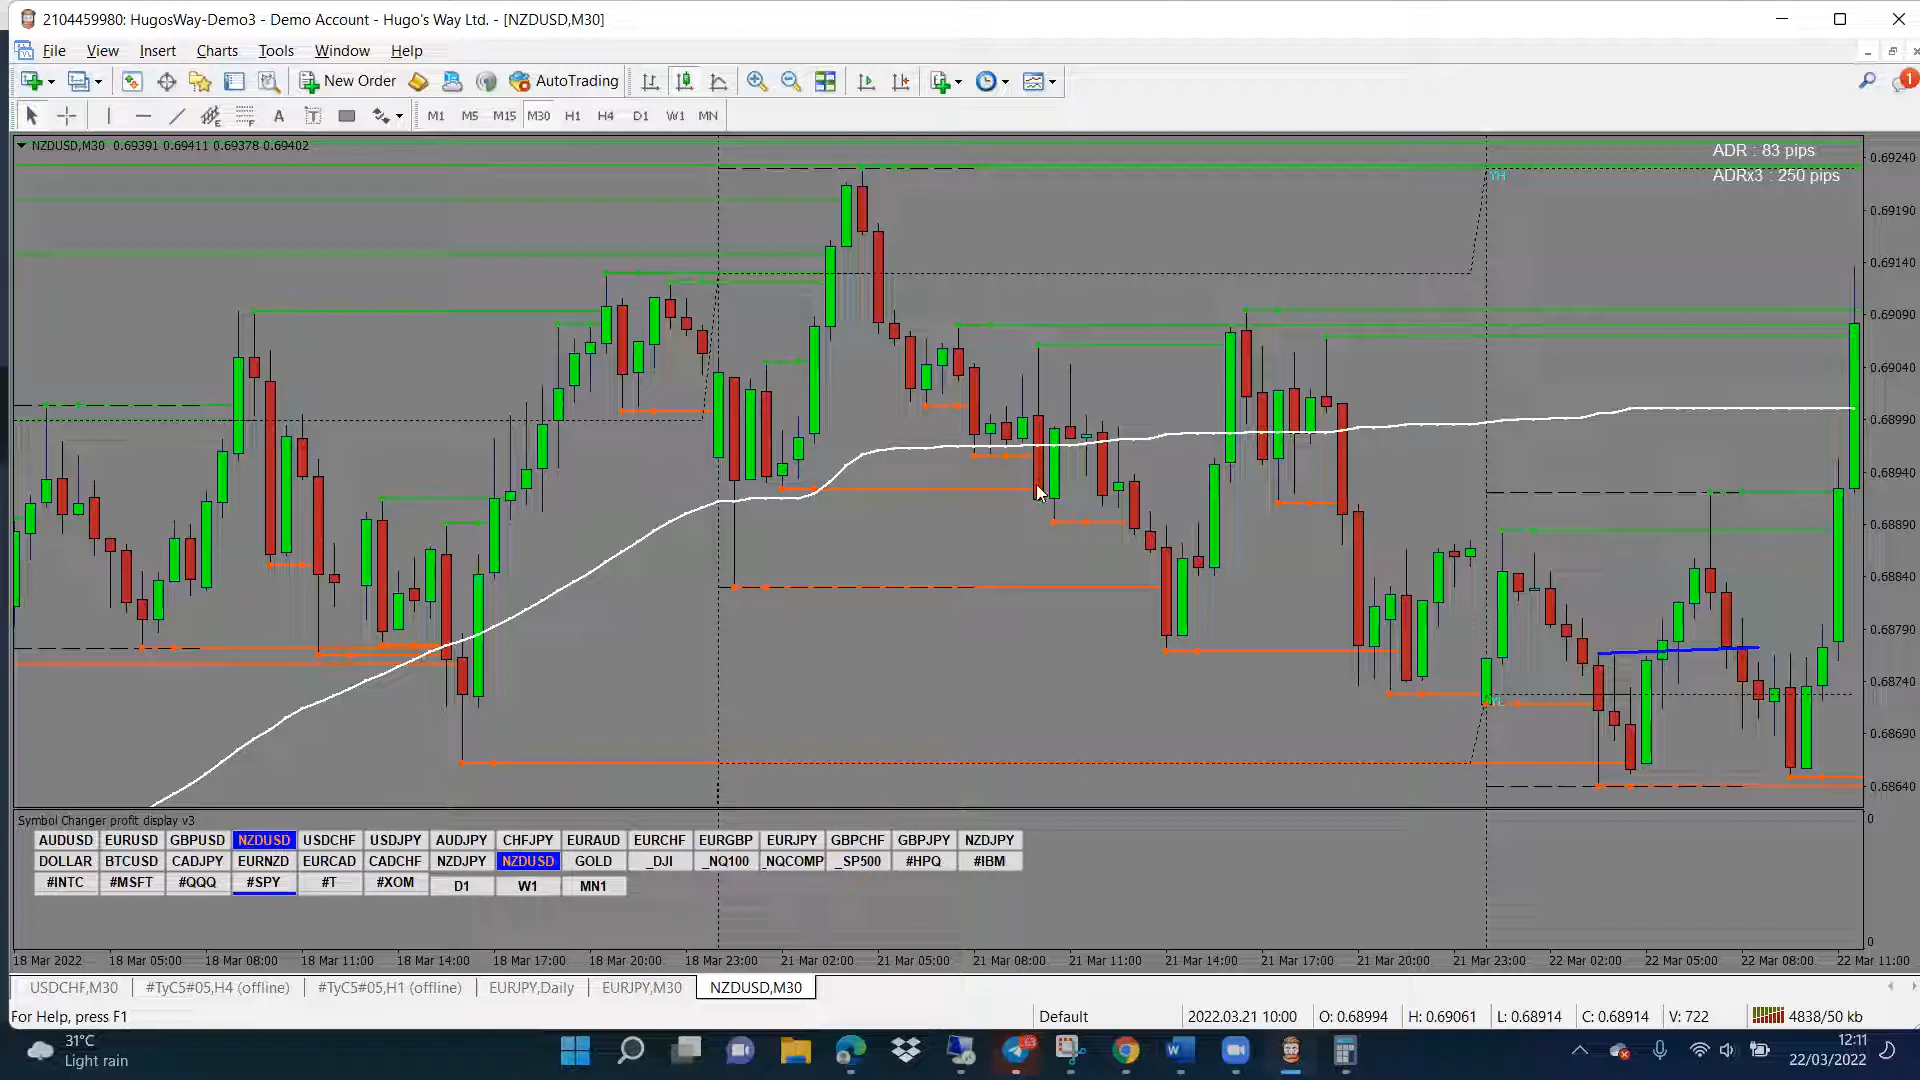 2104459980: HugosWay-Demo3 - Demo Account - Hugo's Way Ltd. - [NZDUSD,M30]
File View Insert Charts Tools Window Help
New Order AutoTrading 1
A T M1 M5 M15 M30 H1 H4 D1 W1 MN
NZDUSD,M30 0.69391 0.69411 0.69378 0.69402
ADR : 83 pips
ADRx3 : 250 pips
YH
YL
0.69240
0.69190
0.69140
0.69090
0.69040
0.68990
0.68940
0.68890
0.68840
0.68790
0.68740
0.68690
0.68640
Symbol Changer profit display v3
0
AUDUSD EURUSD GBPUSD NZDUSD USDCHF USDJPY AUDJPY CHFJPY EURAUD EURCHF EURGBP EURJPY GBPCHF GBPJPY NZDJPY
DOLLAR BTCUSD CADJPY EURNZD EURCAD CADCHF NZDJPY NZDUSD GOLD _DJI _NQ100 _NQCOMP _SP500 #HPQ #IBM
#INTC #MSFT #QQQ #SPY #T #XOM D1 W1 MN1
0
18 Mar 2022 18 Mar 05:00 18 Mar 08:00 18 Mar 11:00 18 Mar 14:00 18 Mar 17:00 18 Mar 20:00 18 Mar 23:00 21 Mar 02:00 21 Mar 05:00 21 Mar 08:00 21 Mar 11:00 21 Mar 14:00 21 Mar 17:00 21 Mar 20:00 21 Mar 23:00 22 Mar 02:00 22 Mar 05:00 22 Mar 08:00 22 Mar 11:00
USDCHF,M30 #TyC5#05,H4 (offline) #TyC5#05,H1 (offline) EURJPY,Daily EURJPY,M30 NZDUSD,M30
For Help, press F1 Default 2022.03.21 10:00 O: 0.68994 H: 0.69061 L: 0.68914 C: 0.68914 V: 722 4838/50 kb
31°C
Light rain
63
12:11
22/03/2022